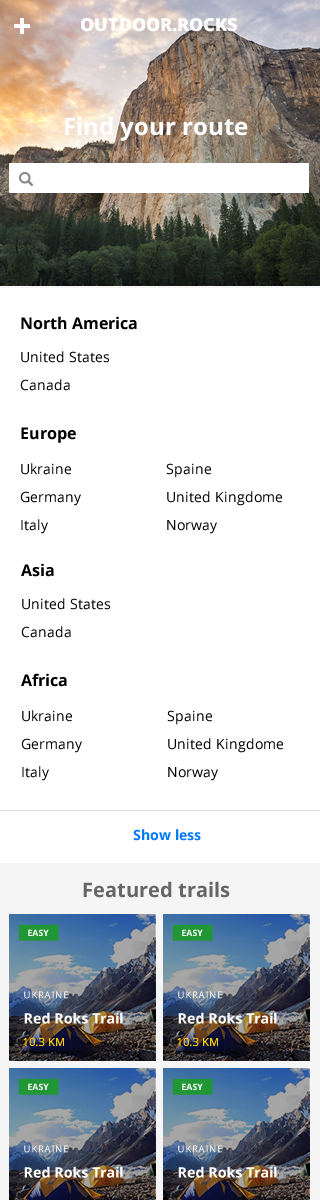 OUTDOOR.ROCKS
Find your route
North America
United States
Canada
Europe
Ukraine Spaine
Germany United Kingdome
Italy Norway
Asia
United States
Canada
Africa
Ukraine Spaine
Germany United Kingdome
Italy Norway
Show less
Featured trails
EASY EASY
UKRAINE UKRAINE
Red Roks Trail Red Roks Trail
10.3 KM 10.3 KM
EASY EASY
UKRAINE UKRAINE
Red Roks Trail Red Roks Trail